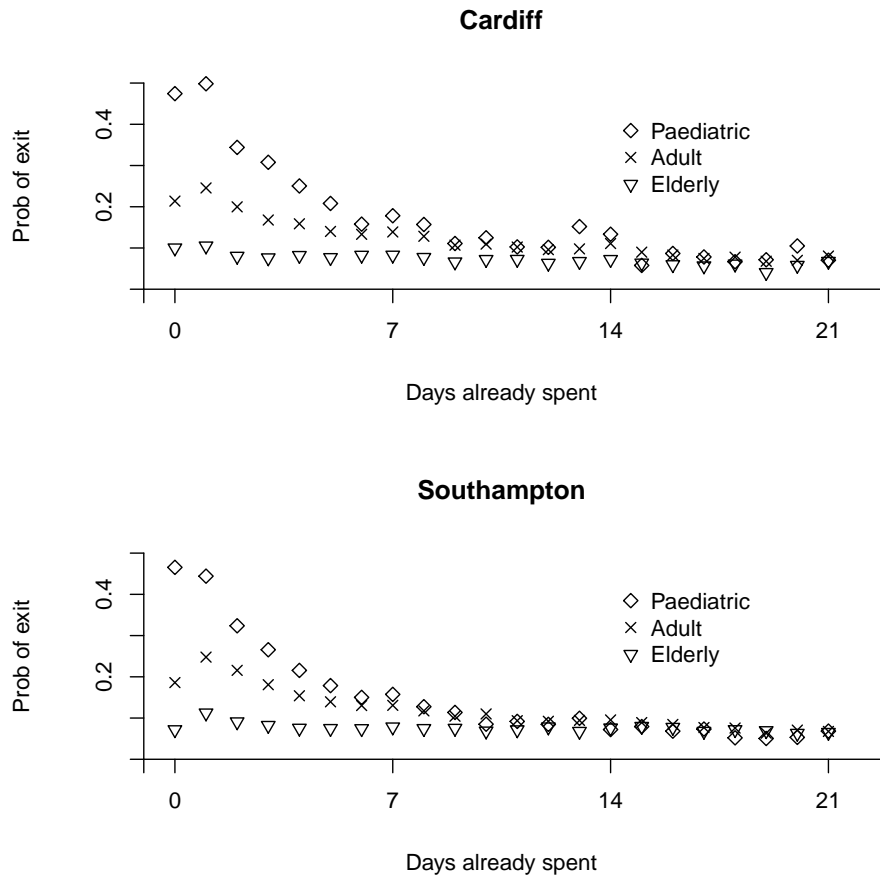 Cardiff
Prob of exit
0.4
0.2
Paediatric
Adult
Elderly
0 7 14 21
Days already spent
Southampton
Prob of exit
0.4
0.2
Paediatric
Adult
Elderly
0 7 14 21
Days already spent